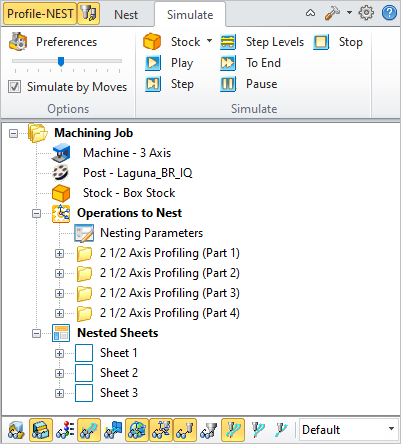 Profile-NEST Nest Simulate
Preferences Stock Step Levels Stop
Play To End
Simulate by Moves Step Pause
Options Simulate
Machining Job
Machine - 3 Axis
Post - Laguna_BR_IQ
Stock - Box Stock
Operations to Nest
Nesting Parameters
2 1/2 Axis Profiling (Part 1)
2 1/2 Axis Profiling (Part 2)
2 1/2 Axis Profiling (Part 3)
2 1/2 Axis Profiling (Part 4)
Nested Sheets
Sheet 1
Sheet 2
Sheet 3
Default